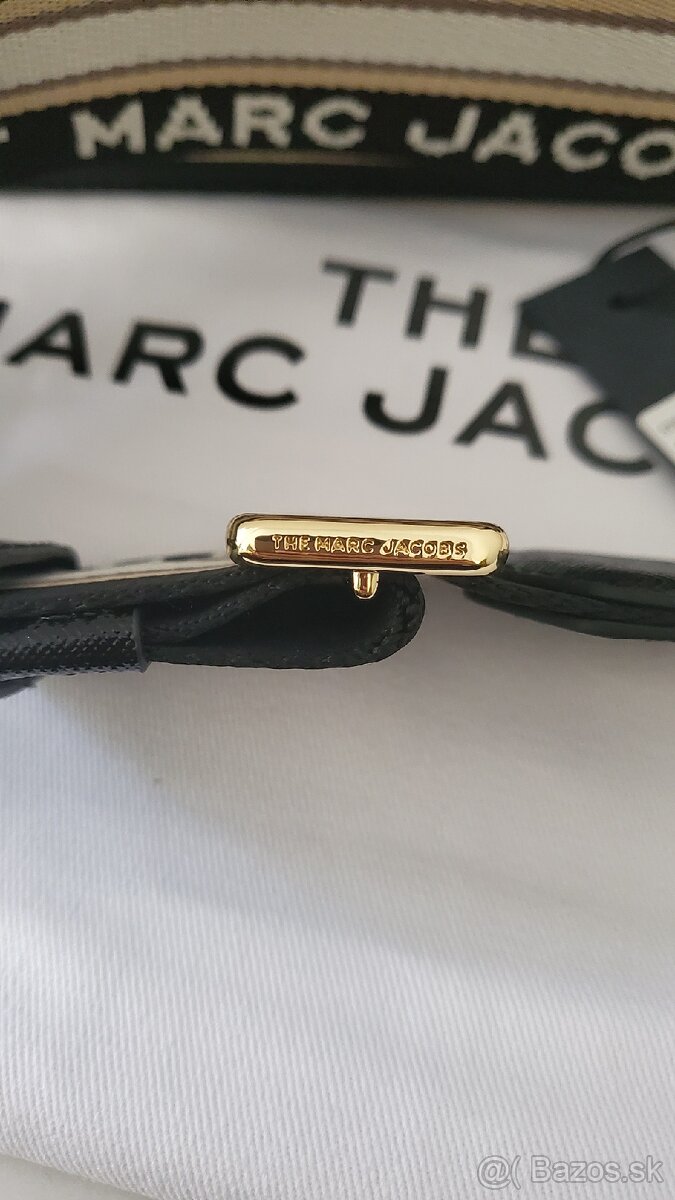 MARC JACO
THE
MARC JAC
THE MARC JACOBS
@( Bazos.sk